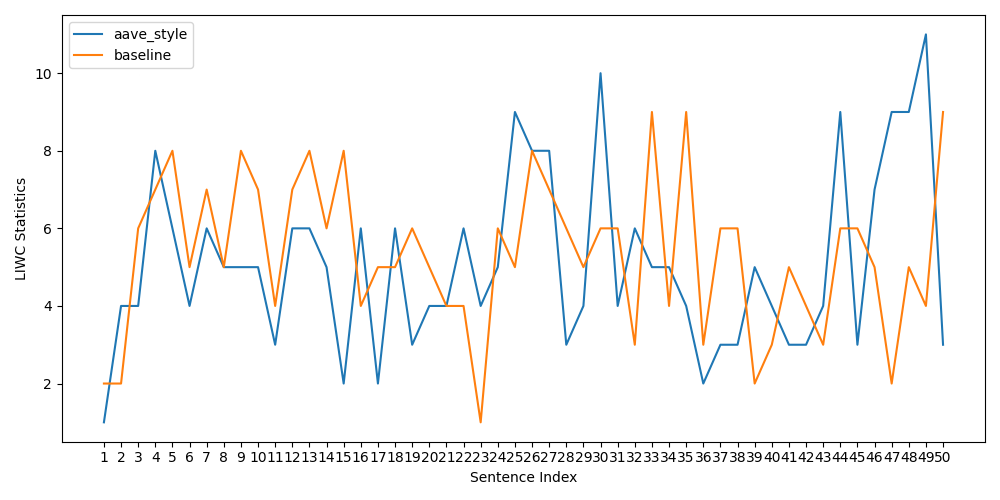 aave_style
baseline
10
8
6
4
2
LIWC Statistics
1 2 3 4 5 6 7 8 9 10 11 12 13 14 15 16 17 18 19 20 21 22 23 24 25 26 27 28 29 30 31 32 33 34 35 36 37 38 39 40 41 42 43 44 45 46 47 48 49 50
Sentence Index